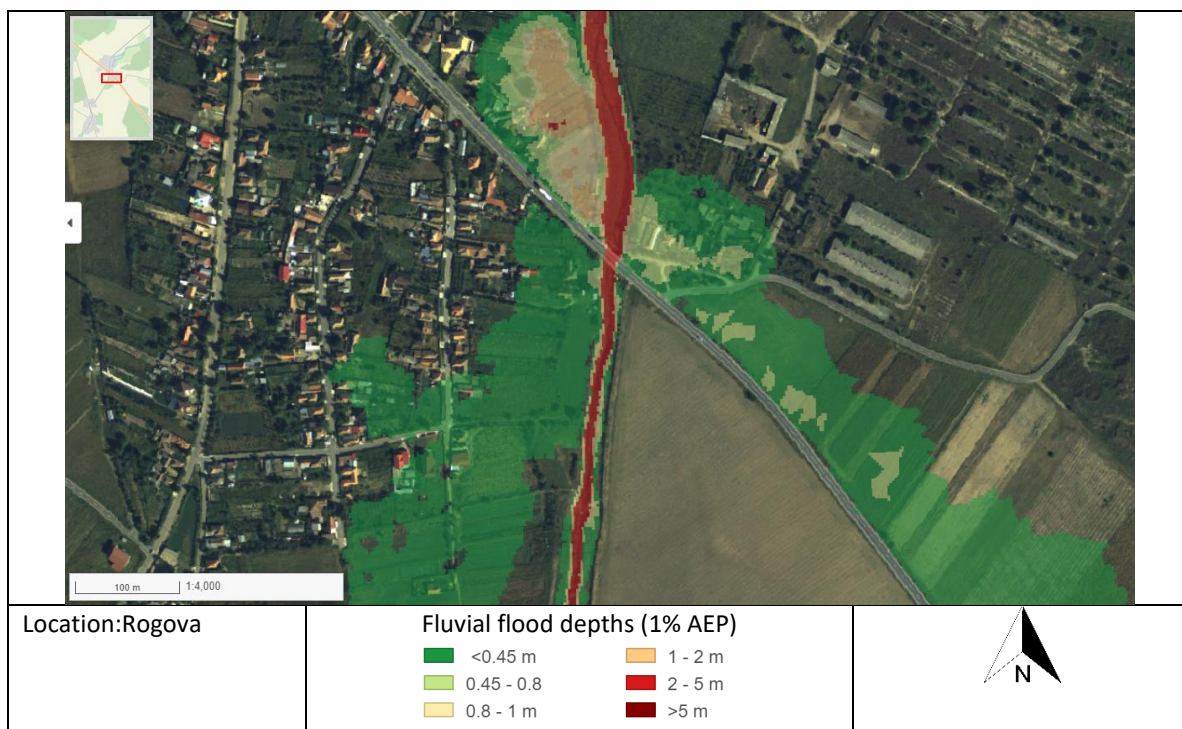 100 m 1:4,000
Location:Rogova
Fluvial flood depths (1% AEP)
<0.45 m
0.45 - 0.8
0.8 - 1 m
1 - 2 m
2 - 5 m
>5 m
N